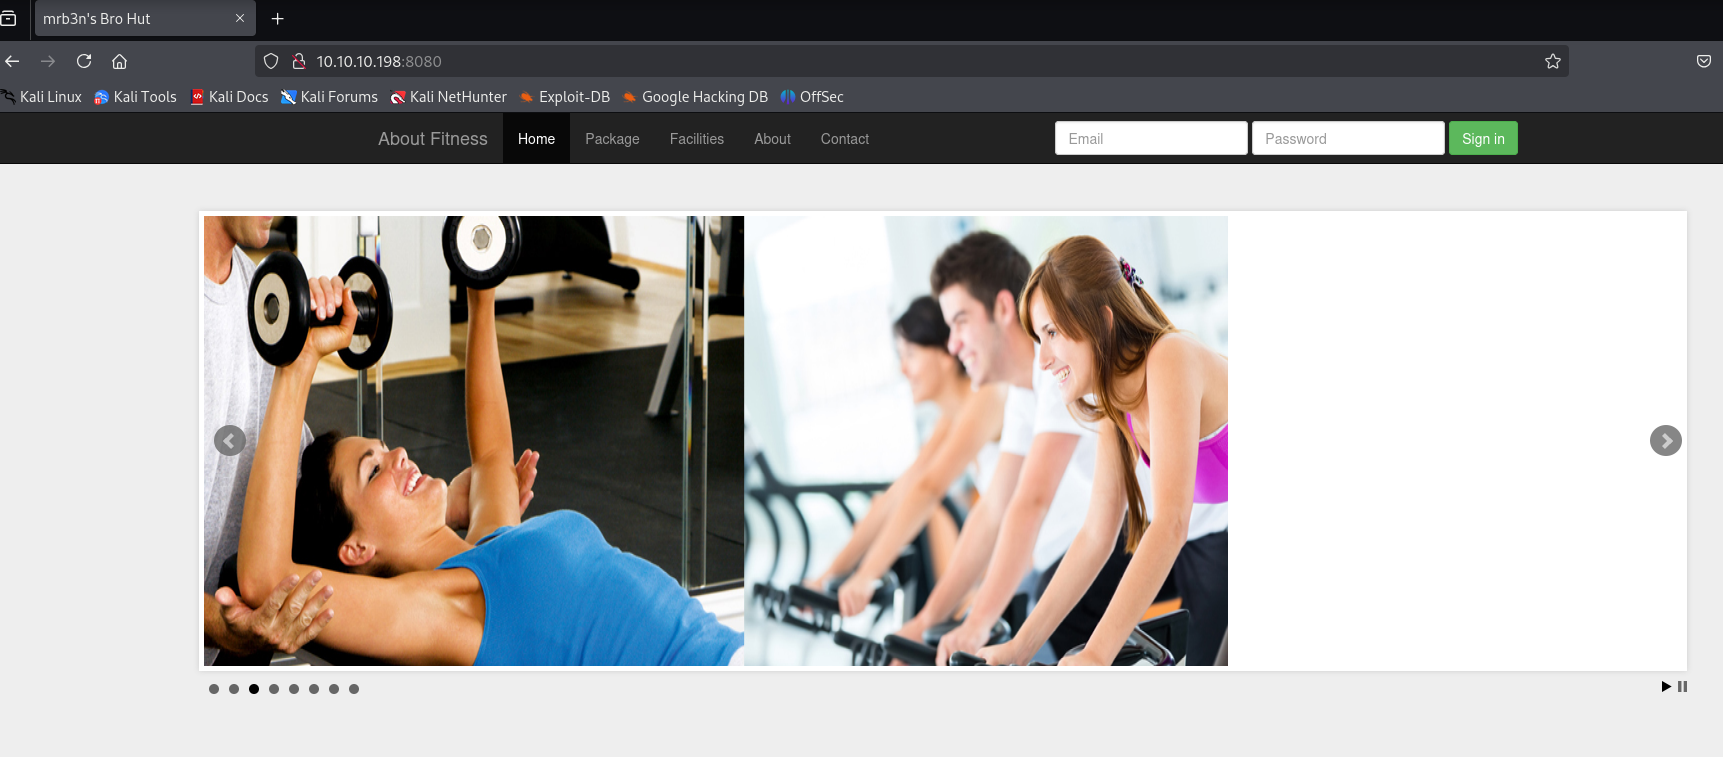 mrb3n's Bro Hut
10.10.10.198:8080
Kali Linux Kali Tools Kali Docs Kali Forums Kali NetHunter Exploit-DB Google Hacking DB OffSec
About Fitness Home Package Facilities About Contact Email Password Sign in